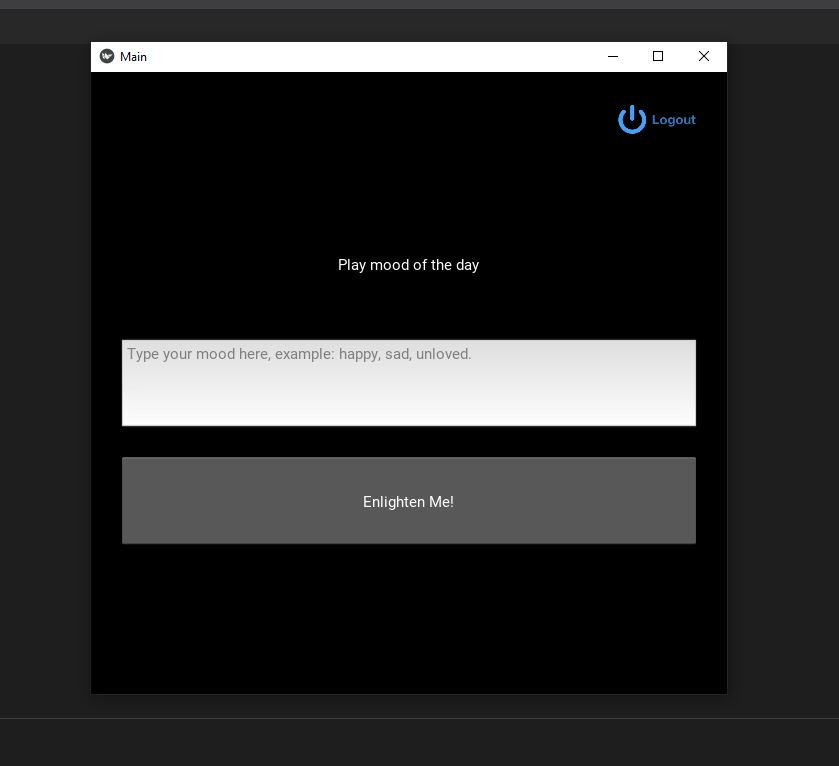 Main
Logout
Play mood of the day
Type your mood here, example: happy, sad, unloved.
Enlighten Me!